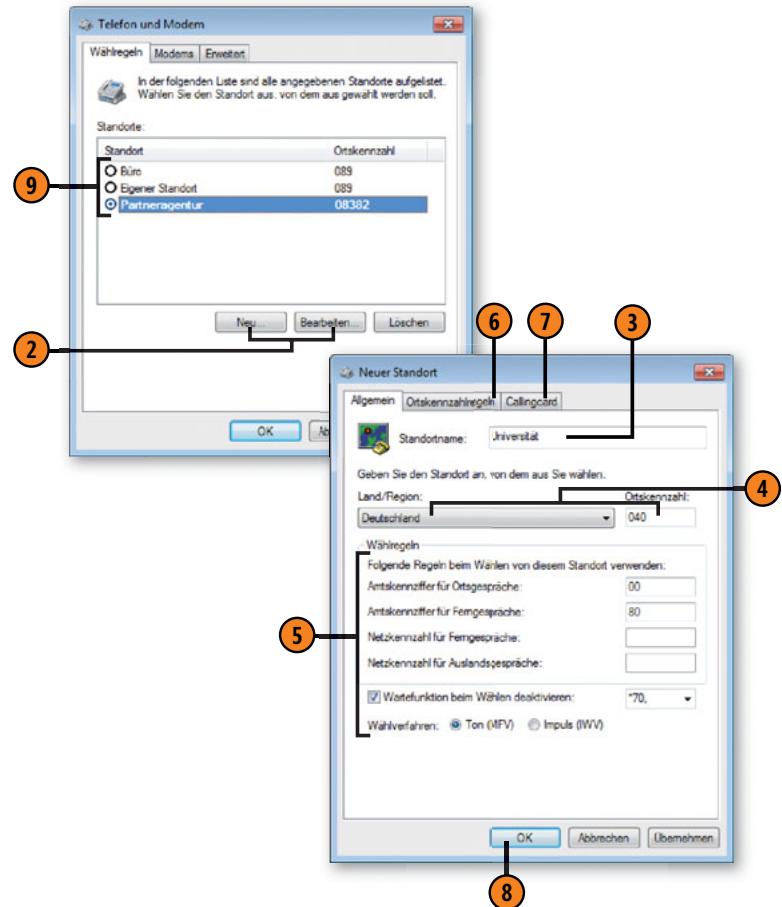 Telefon und Modem
Wählregeln Modems Erweitert
In der folgenden Liste sind alle angegebenen Standorte aufgelistet.
Wählen Sie den Standort aus, von dem aus gewählt werden soll.
Standorte:
Standort Ortskennzahl
Büro 089
Eigener Standort 089
Partneragentur 08382
9
Neu... Bearbeiten... Löschen
2
OK
6
7
3
Neuer Standort
Allgemein Ortskennzahlregeln Callingcard
Standortname: Universität
Geben Sie den Standort an, von dem aus Sie wählen.
Land/Region: Ortskennzahl:
4
Deutschland 040
Wählregeln
Folgende Regeln beim Wählen von diesem Standort verwenden:
Amtskennziffer für Ortsgespräche: 00
Amtskennziffer für Ferngespräche: 80
5
Netzkennzahl für Ferngespräche:
Netzkennzahl für Auslandsgespräche:
Wartefunktion beim Wählen deaktivieren: *70,
Wählverfahren: Ton (MFV) Impuls (IWV)
OK Abbrechen Übernehmen
8